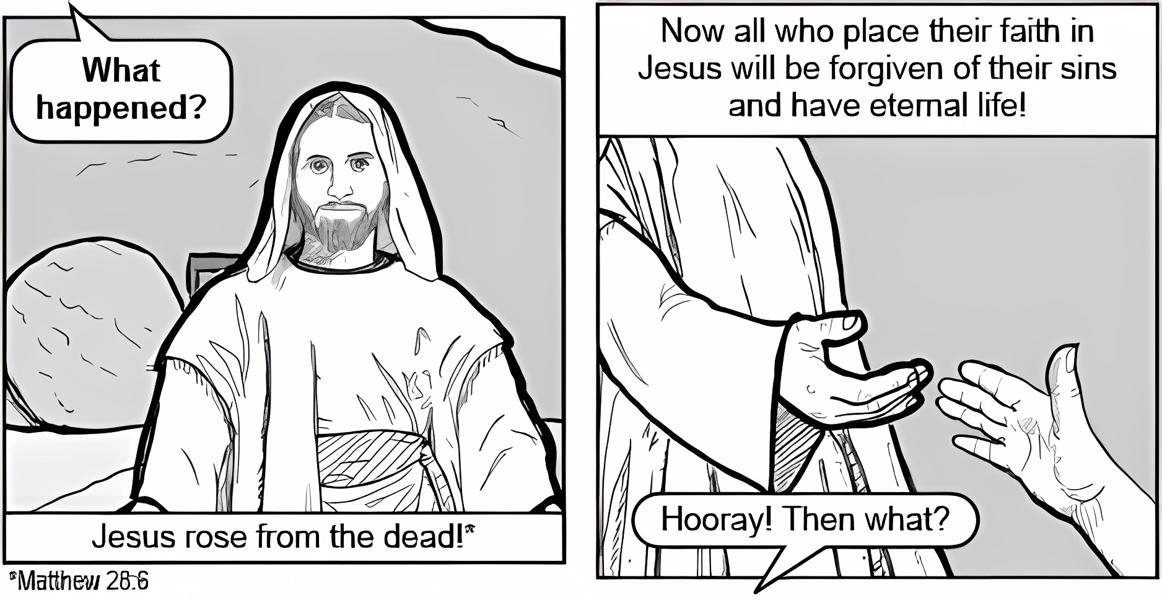 What
happened?
Jesus rose from the dead!*
*Matthew 28:6
Now all who place their faith in
Jesus will be forgiven of their sins
and have eternal life!
Hooray! Then what?